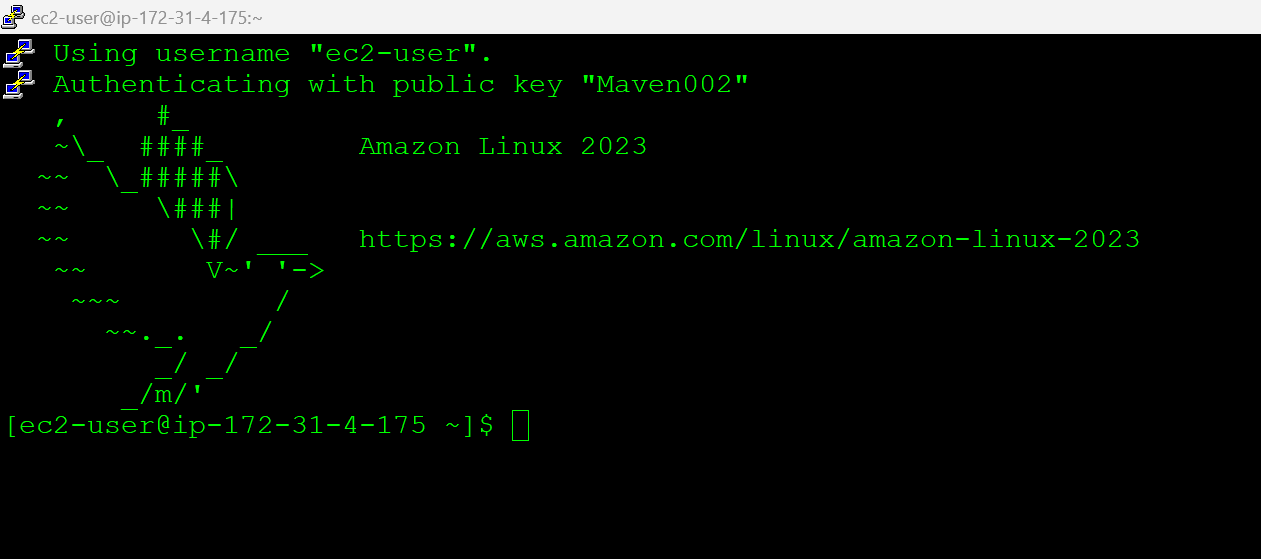 ec2-user@ip-172-31-4-175:~
Using username "ec2-user".
Authenticating with public key "Maven002"
   ,     #_
   ~\_  ####_        Amazon Linux 2023
  ~~  \_#####\
  ~~     \###|
  ~~       \#/ ___   https://aws.amazon.com/linux/amazon-linux-2023
   ~~       V~' '->
    ~~~         /
      ~~._.   _/
         _/ _/
       _/m/'
[ec2-user@ip-172-31-4-175 ~]$